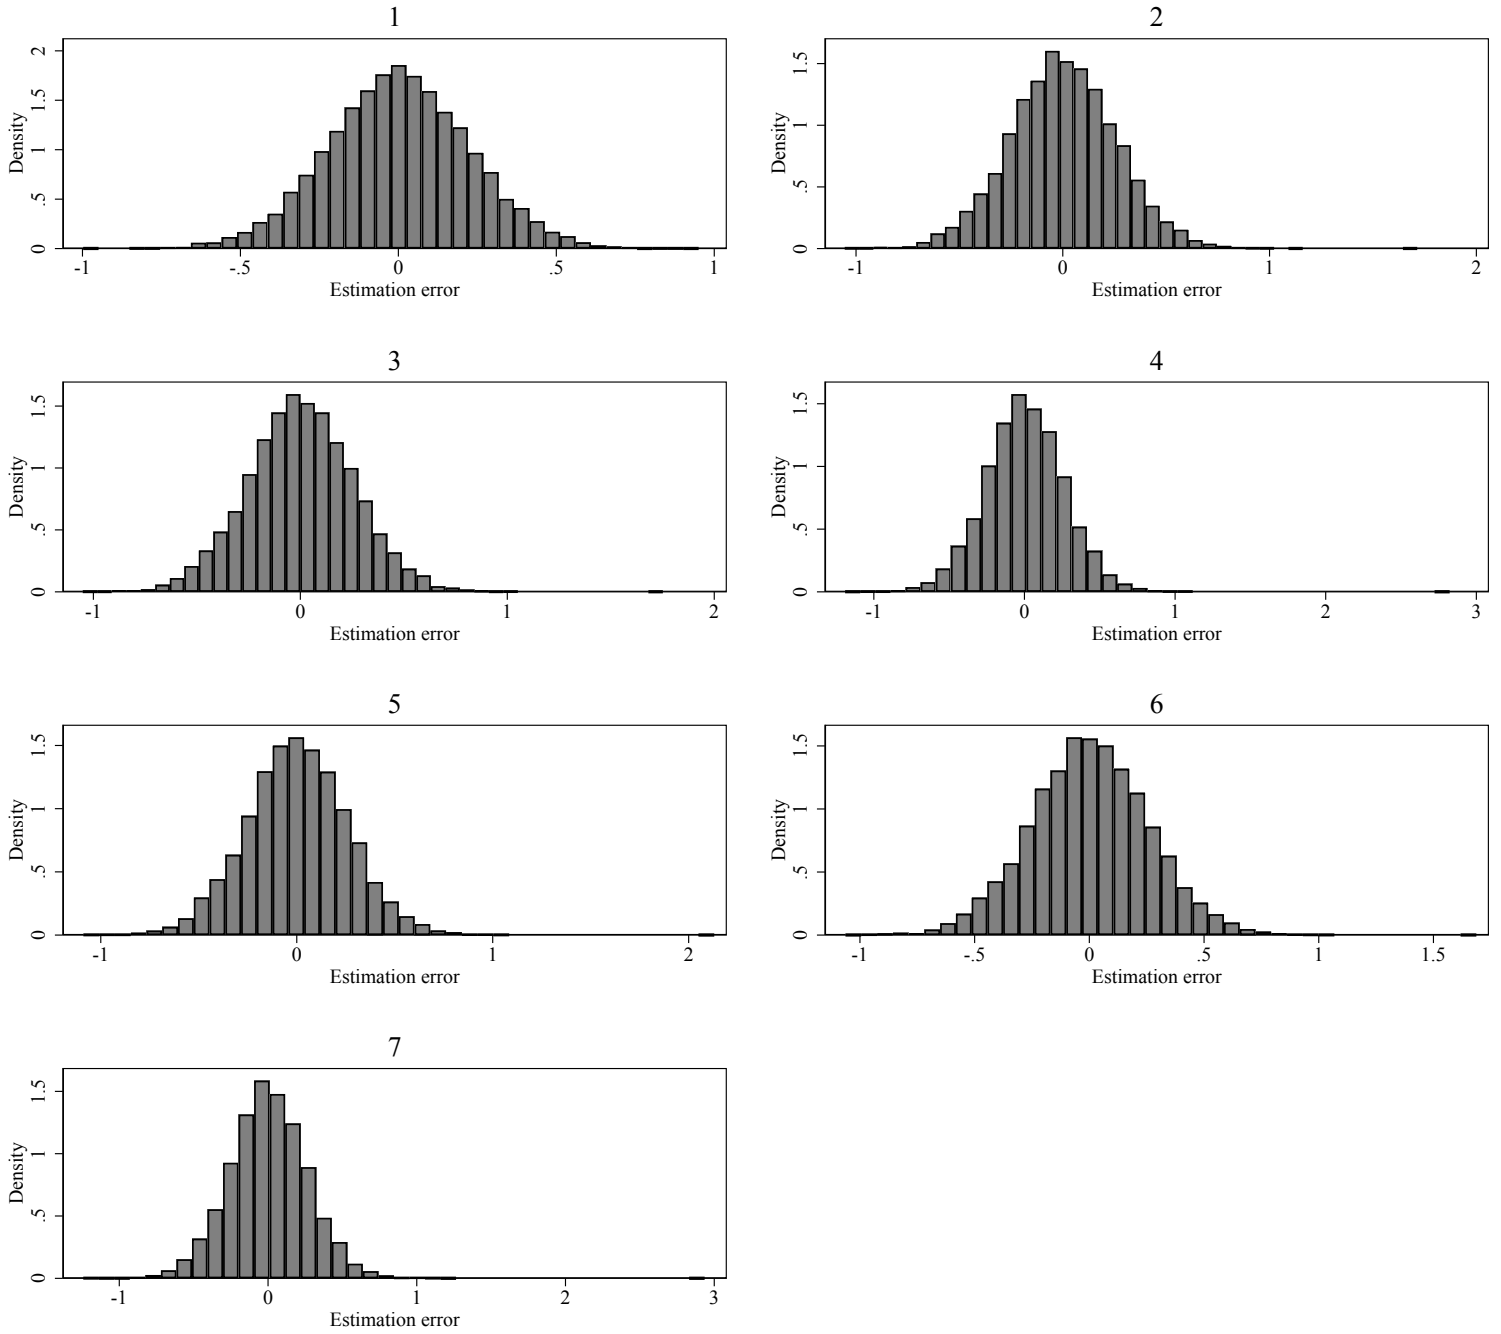 1
Density
0 .5 1 1.5 2
-1 -.5 0 .5 1
Estimation error
2
Density
0 .5 1 1.5
-1 0 1 2
Estimation error
3
Density
0 .5 1 1.5
-1 0 1 2
Estimation error
4
Density
0 .5 1 1.5
-1 0 1 2 3
Estimation error
5
Density
0 .5 1 1.5
-1 0 1 2
Estimation error
6
Density
0 .5 1 1.5
-1 -.5 0 .5 1 1.5
Estimation error
7
Density
0 .5 1 1.5
-1 0 1 2 3
Estimation error